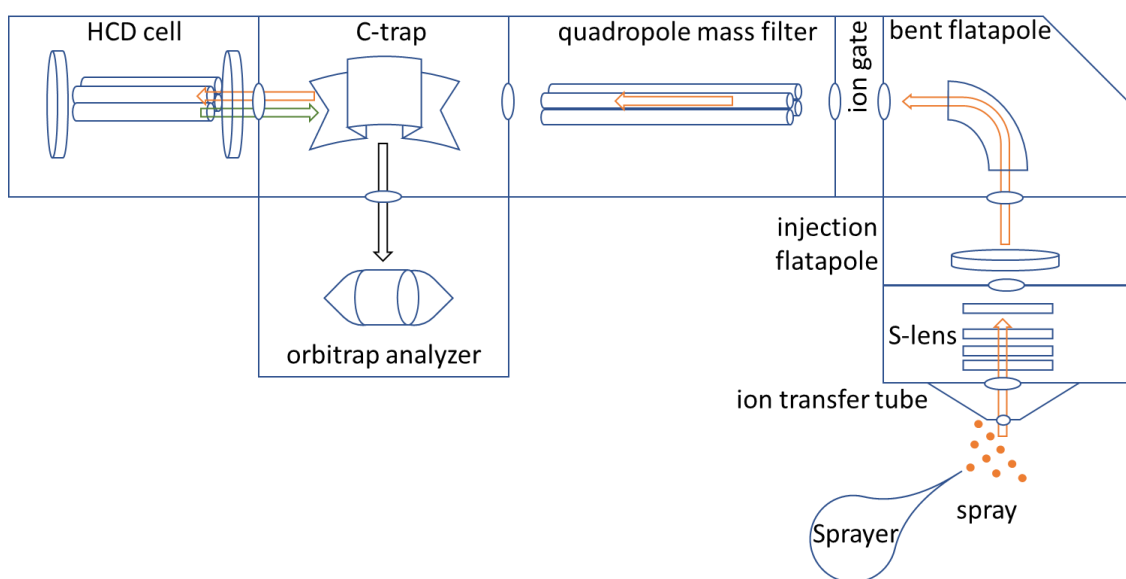 HCD cell
C-trap
quadropole mass filter
ion gate
bent flatapole
injection
flatapole
S-lens
orbitrap analyzer
ion transfer tube
spray
Sprayer